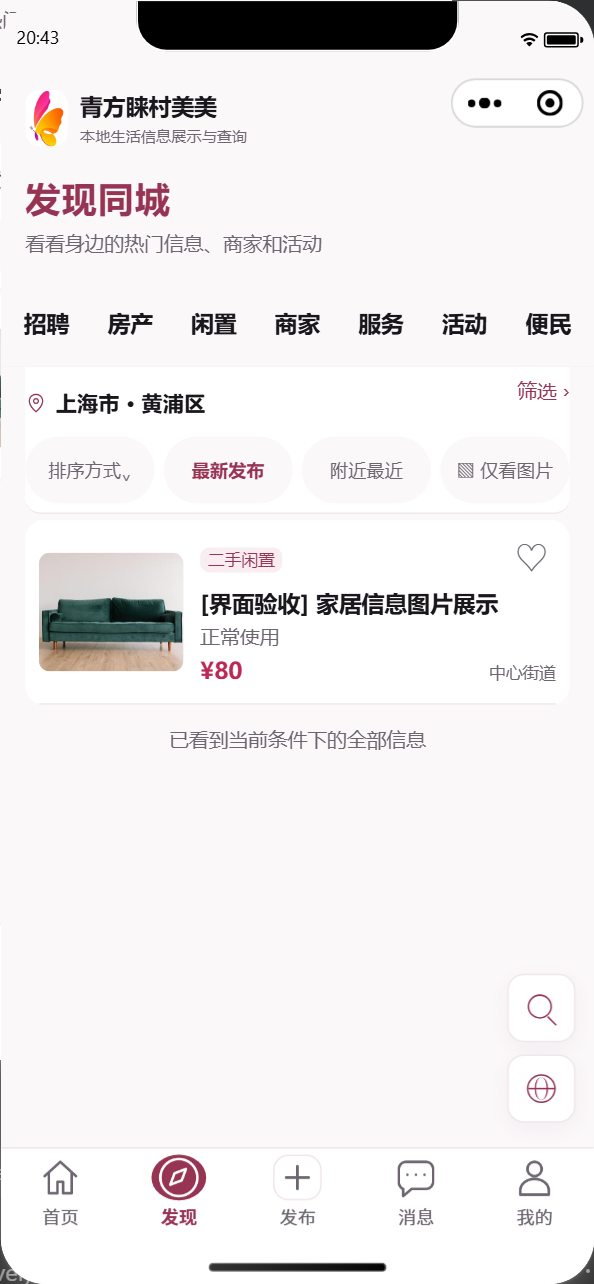 20:43
青方睐村美美
本地生活信息展示与查询
发现同城
看看身边的热门信息、商家和活动
招聘 房产 闲置 商家 服务 活动 便民
上海市·黄浦区 筛选 ›
排序方式 最新发布 附近最近 仅看图片
二手闲置
[界面验收] 家居信息图片展示
正常使用
¥80 中心街道
已看到当前条件下的全部信息
首页 发现 发布 消息 我的